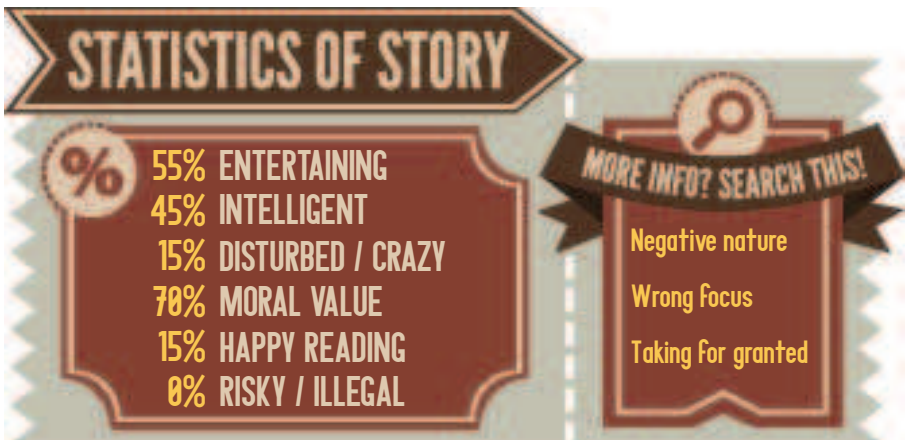 STATISTICS OF STORY
%
55% ENTERTAINING
45% INTELLIGENT
15% DISTURBED / CRAZY
70% MORAL VALUE
15% HAPPY READING
0% RISKY / ILLEGAL
MORE INFO? SEARCH THIS!
Negative nature
Wrong focus
Taking for granted